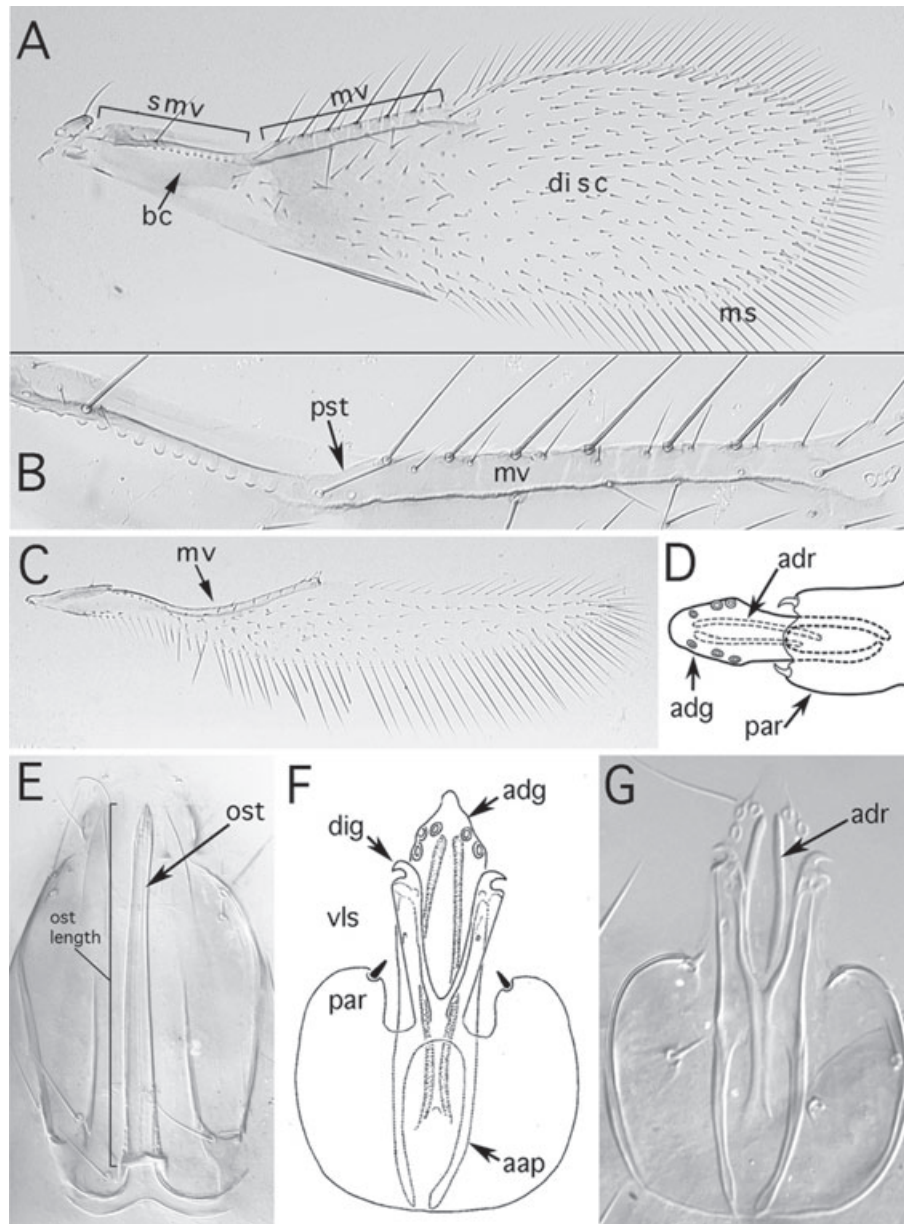 A
smv
mv
bc
disc
ms
B
pst
mv
C
mv
D
adr
adg
par
E
ost
ost
length
F
adg
dig
vls
par
aap
G
adr